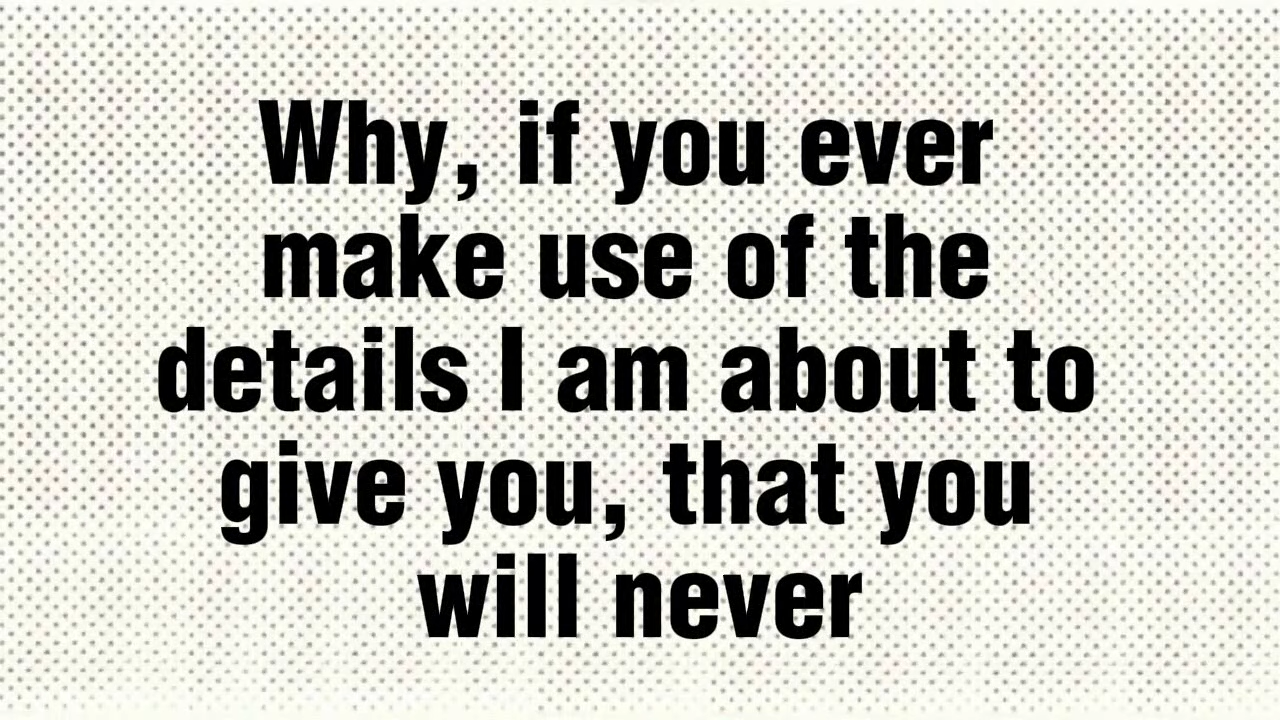 Why, if you ever
make use of the
details I am about to
give you, that you
will never